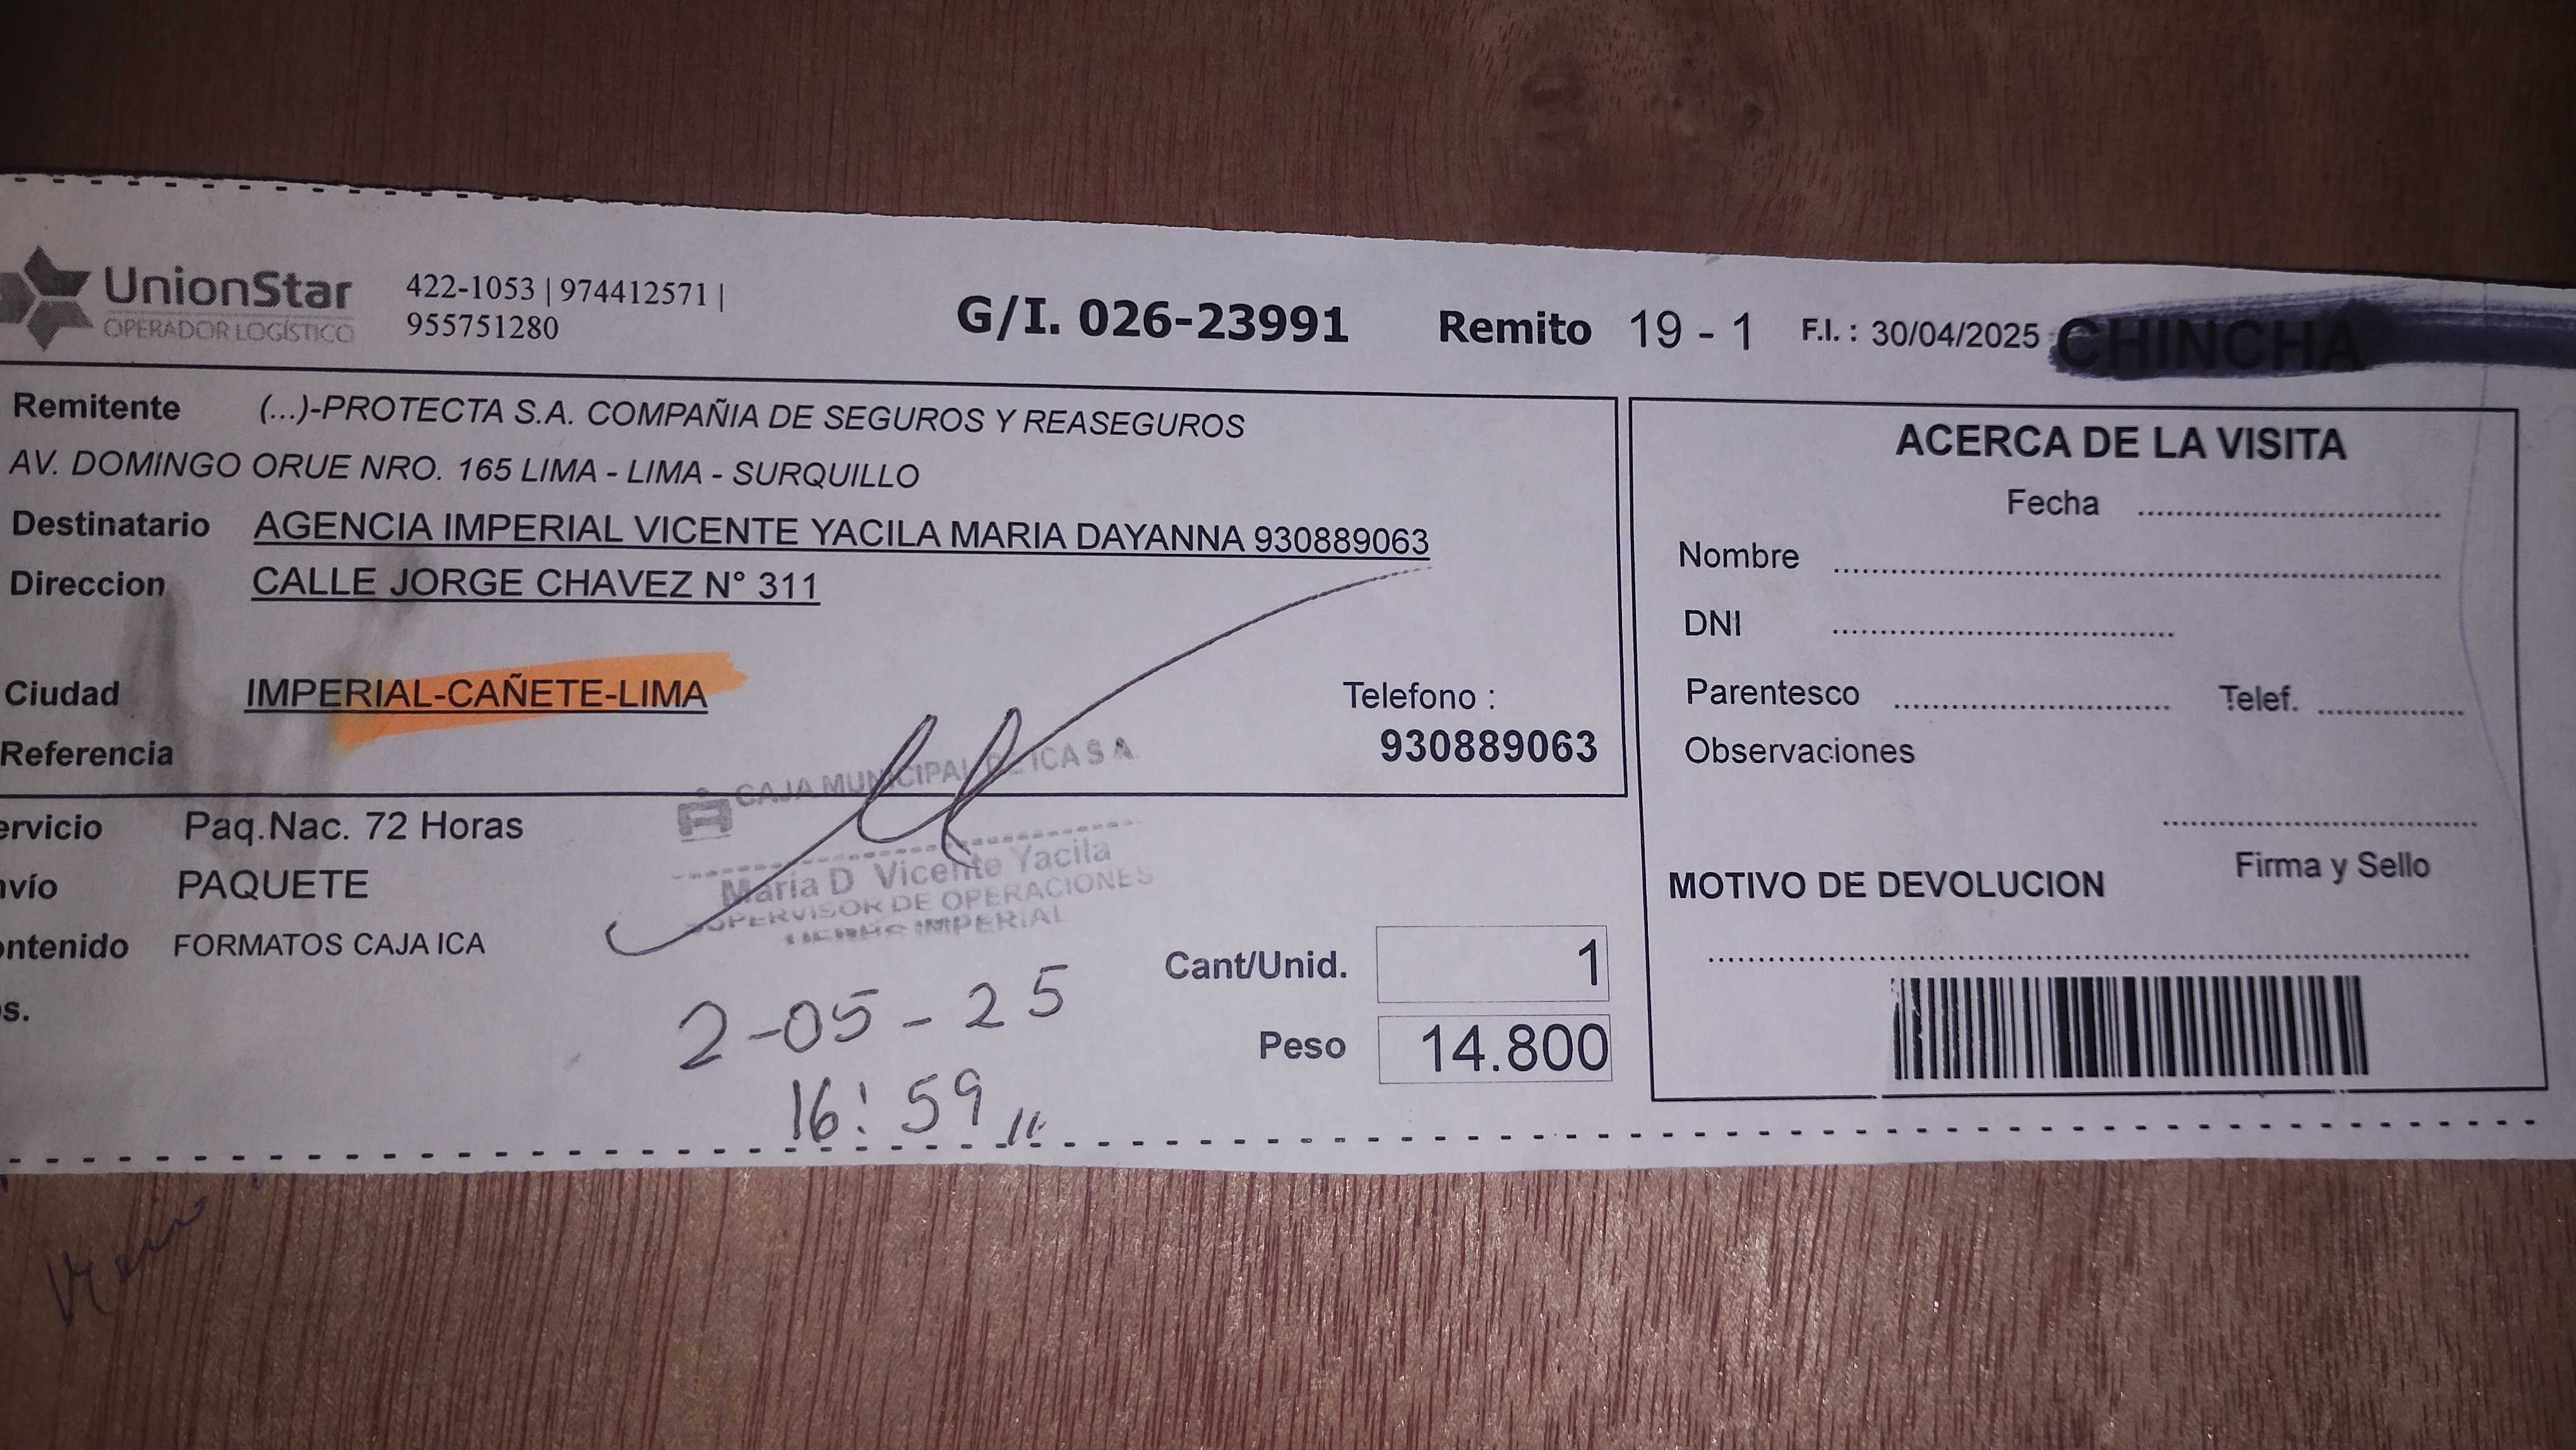 UnionStar
OPERADOR LOGÍSTICO
422-1053 | 974412571 |
955751280
G/I. 026-23991
Remito 19 - 1
F.I. : 30/04/2025
CHINCHA
Remitente (...)-PROTECTA S.A. COMPAÑIA DE SEGUROS Y REASEGUROS
AV. DOMINGO ORUE NRO. 165 LIMA - LIMA - SURQUILLO
Destinatario AGENCIA IMPERIAL VICENTE YACILA MARIA DAYANNA 930889063
Direccion CALLE JORGE CHAVEZ N° 311
Ciudad IMPERIAL-CAÑETE-LIMA
Telefono :
930889063
Referencia
ervicio Paq.Nac. 72 Horas
nvío PAQUETE
ontenido FORMATOS CAJA ICA
s.
CAJA MUNICIPAL DE ICA S A
Maria D Vicente Yacila
SUPERVISOR DE OPERACIONES
IMPERIAL
2-05-25
16:59
Cant/Unid. 1
Peso 14.800
ACERCA DE LA VISITA
Fecha
Nombre
DNI
Parentesco Telef.
Observaciones
Firma y Sello
MOTIVO DE DEVOLUCION